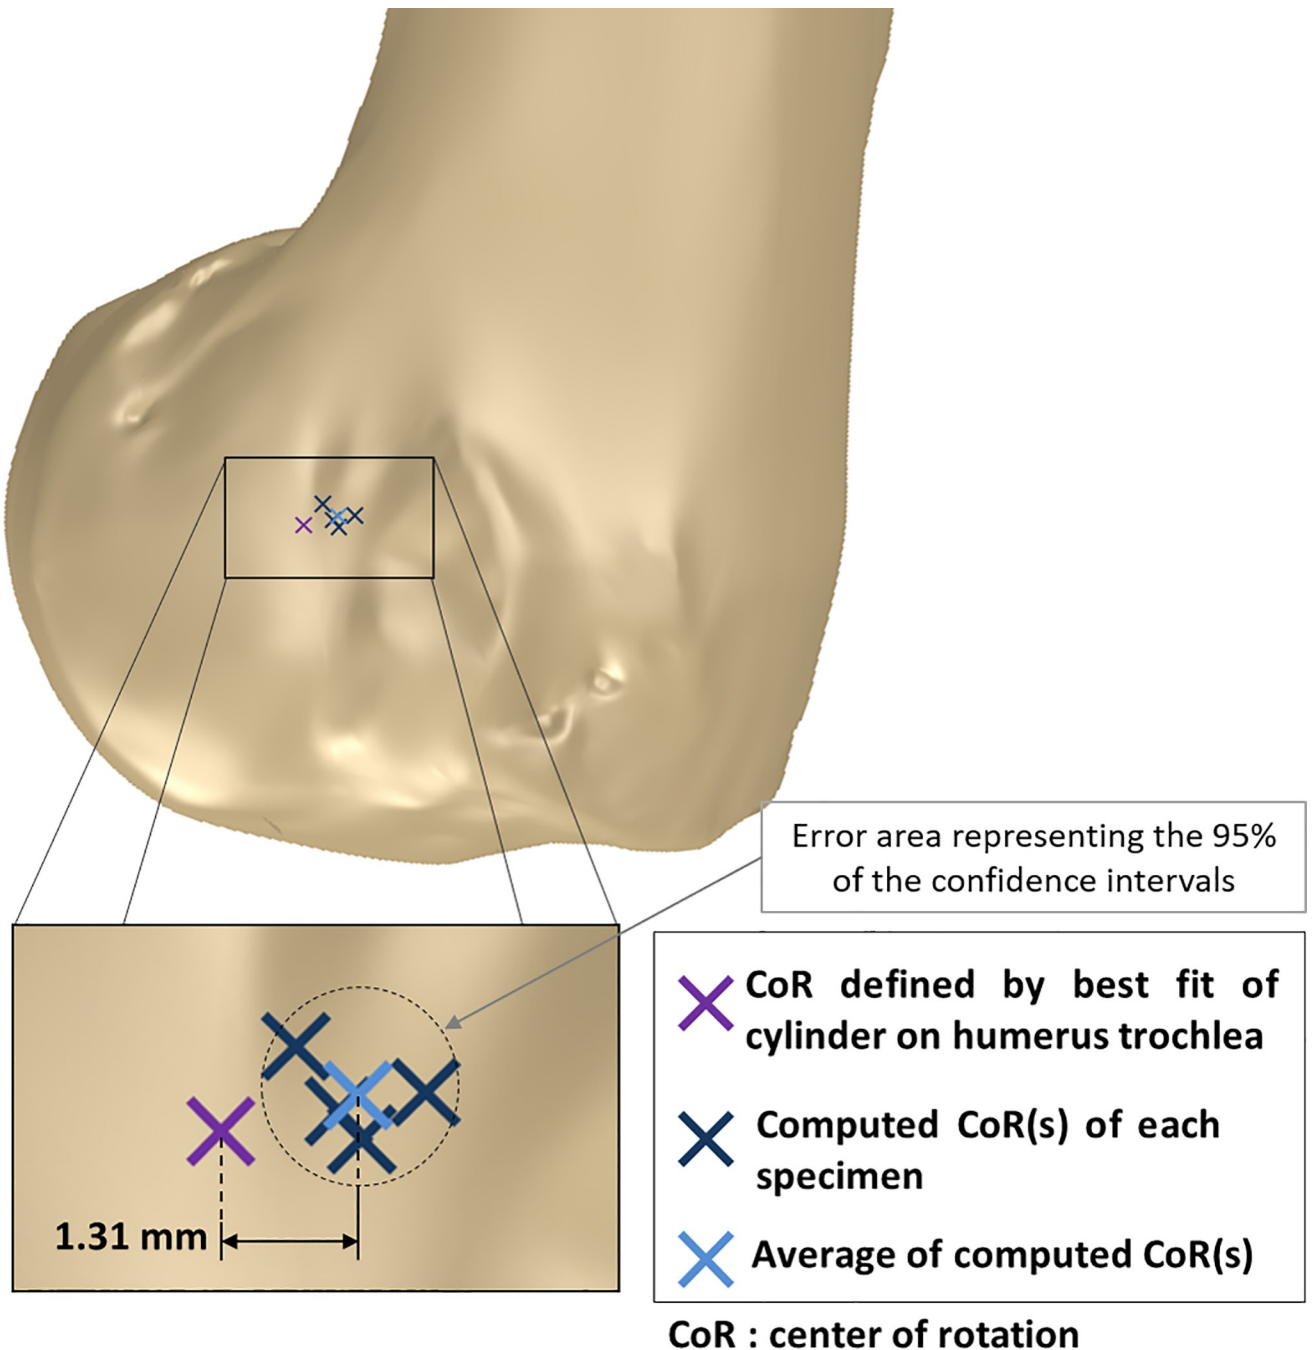 Error area representing the 95%
of the confidence intervals
CoR defined by best fit of
cylinder on humerus trochlea
Computed CoR(s) of each
specimen
Average of computed CoR(s)
1.31 mm
CoR : center of rotation